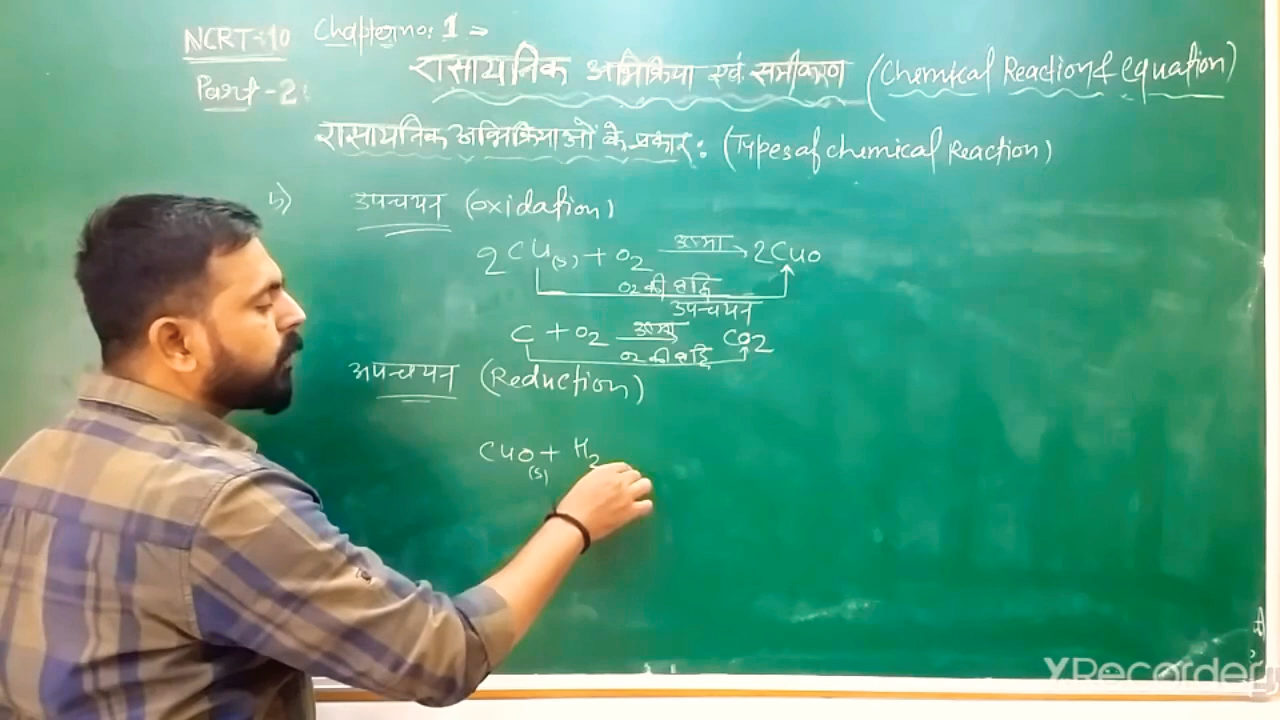 NCRT-10 Chapter no: 1 =>
रासायनिक अभिक्रिया एवं समीकरण (Chemical Reaction & equation)
Part-2:
रासायनिक अभिक्रियाओं के प्रकार: (Types of chemical Reaction)
5) उपचयन (oxidation)
2CU(s) + O2 ऊष्मा → 2CuO
O2 की वृद्धि
उपचयन
C + O2 ऊष्मा → CO2
O2 की वृद्धि
अपचयन (Reduction)
CuO(s) + H2
XRecorder